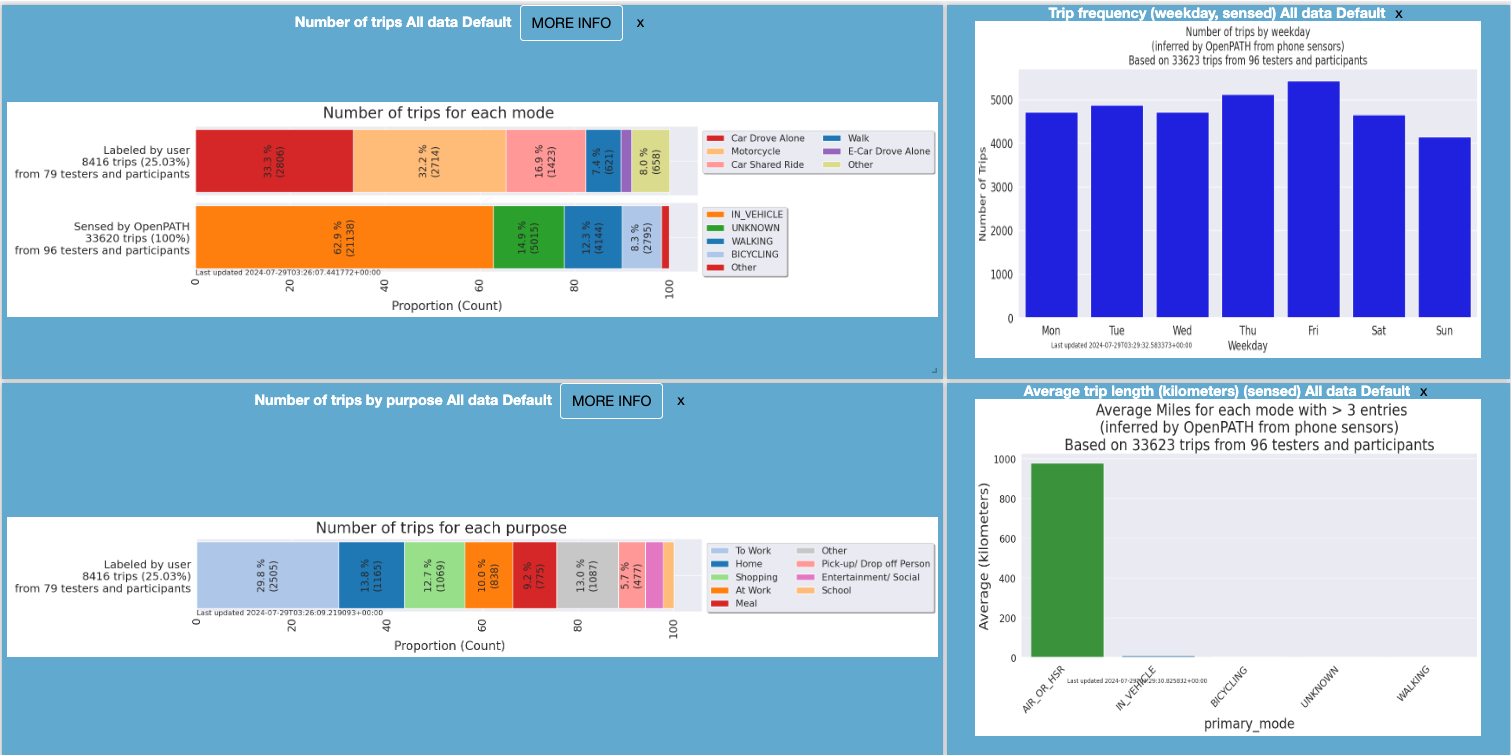 Number of trips All data Default MORE INFO x
Number of trips for each mode
Labeled by user
8416 trips (25.03%)
from 79 testers and participants
33.3 %
(2806)
32.2 %
(2714)
16.9 %
(1423)
7.4 %
(621)
8.0 %
(658)
Car Drove Alone
Motorcycle
Car Shared Ride
Walk
E-Car Drove Alone
Other
Sensed by OpenPATH
33620 trips (100%)
from 96 testers and participants
62.9 %
(21138)
14.9 %
(5015)
12.3 %
(4144)
8.3 %
(2795)
IN_VEHICLE
UNKNOWN
WALKING
BICYCLING
Other
Last updated 2024-07-29T03:26:07.441772+00:00
0 20 40 60 80 100
Proportion (Count)
Trip frequency (weekday, sensed) All data Default x
Number of trips by weekday
(inferred by OpenPATH from phone sensors)
Based on 33623 trips from 96 testers and participants
Number of Trips
5000
4000
3000
2000
1000
0
Mon Tue Wed Thu Fri Sat Sun
Last updated 2024-07-29T03:29:32.583373+00:00
Weekday
Number of trips by purpose All data Default MORE INFO x
Number of trips for each purpose
Labeled by user
8416 trips (25.03%)
from 79 testers and participants
29.8 %
(2505)
13.8 %
(1165)
12.7 %
(1069)
10.0 %
(838)
9.2 %
(775)
13.0 %
(1087)
5.7 %
(477)
To Work
Home
Shopping
At Work
Meal
Other
Pick-up/ Drop off Person
Entertainment/ Social
School
Last updated 2024-07-29T03:26:09.219093+00:00
0 20 40 60 80 100
Proportion (Count)
Average trip length (kilometers) (sensed) All data Default x
Average Miles for each mode with > 3 entries
(inferred by OpenPATH from phone sensors)
Based on 33623 trips from 96 testers and participants
Average (kilometers)
1000
800
600
400
200
0
AIR_OR_HSR
IN_VEHICLE
BICYCLING
UNKNOWN
WALKING
Last updated
primary_mode